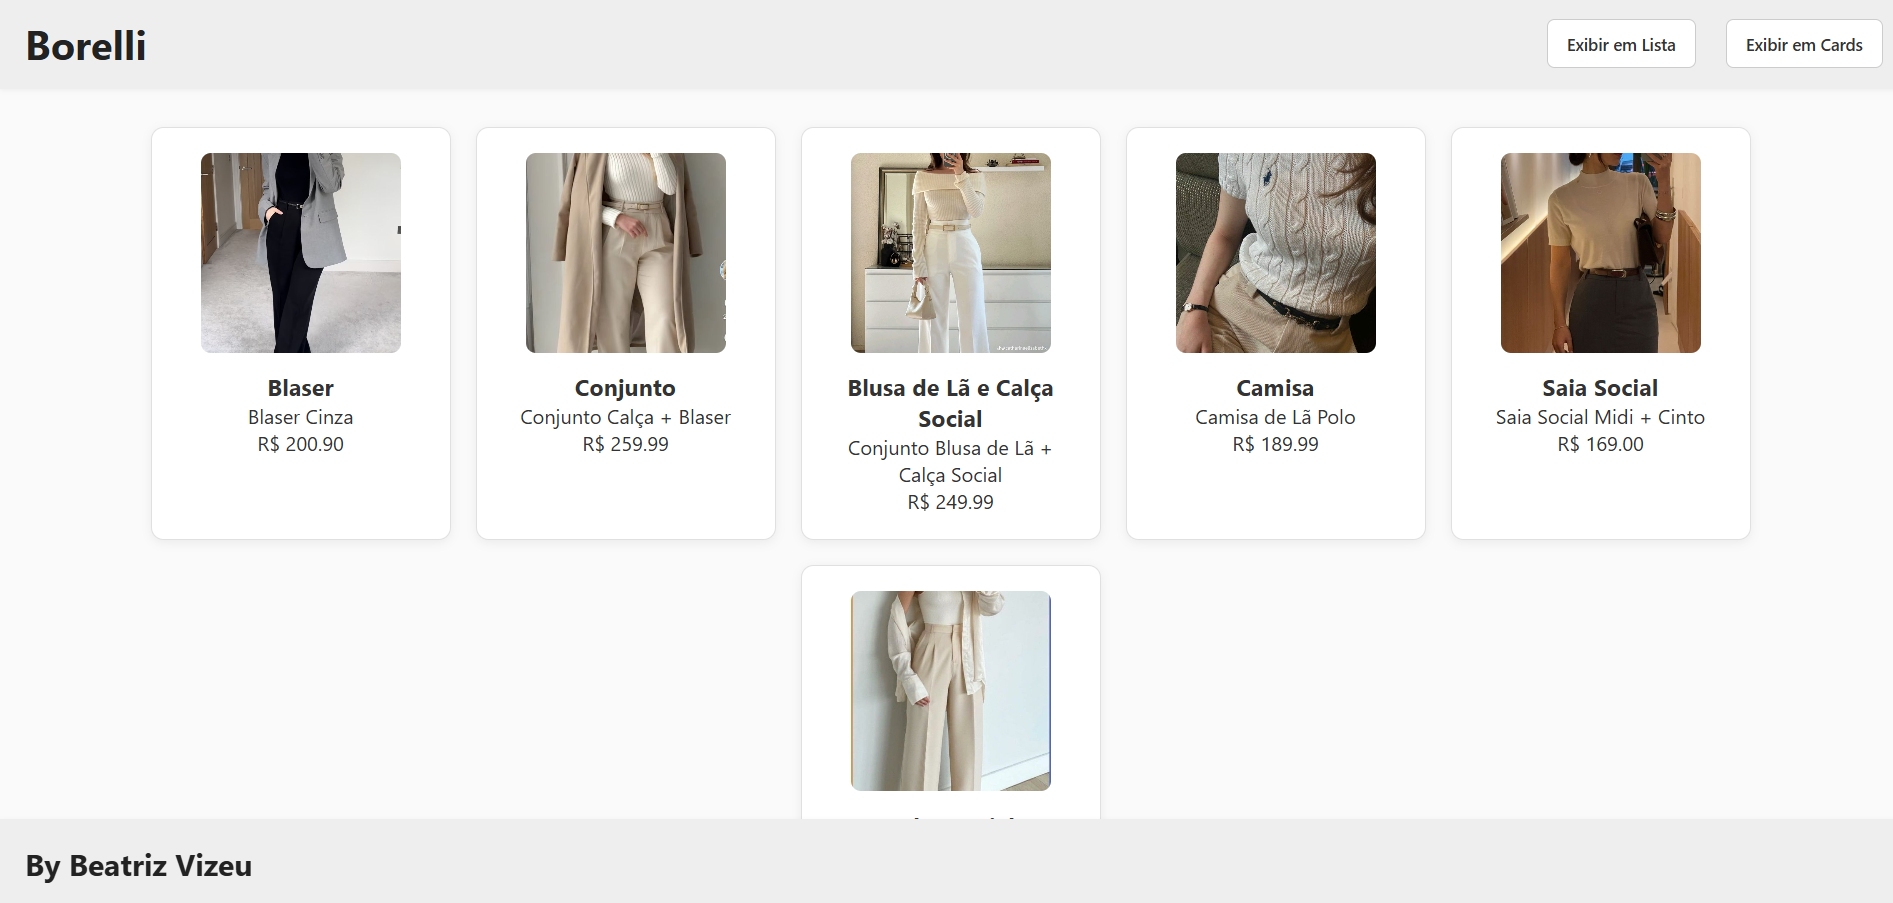 Borelli
Exibir em Lista
Exibir em Cards
Blaser
Blaser Cinza
R$ 200.90
Conjunto
Conjunto Calça + Blaser
R$ 259.99
Blusa de Lã e Calça
Social
Conjunto Blusa de Lã +
Calça Social
R$ 249.99
Camisa
Camisa de Lã Polo
R$ 189.99
Saia Social
Saia Social Midi + Cinto
R$ 169.00
By Beatriz Vizeu